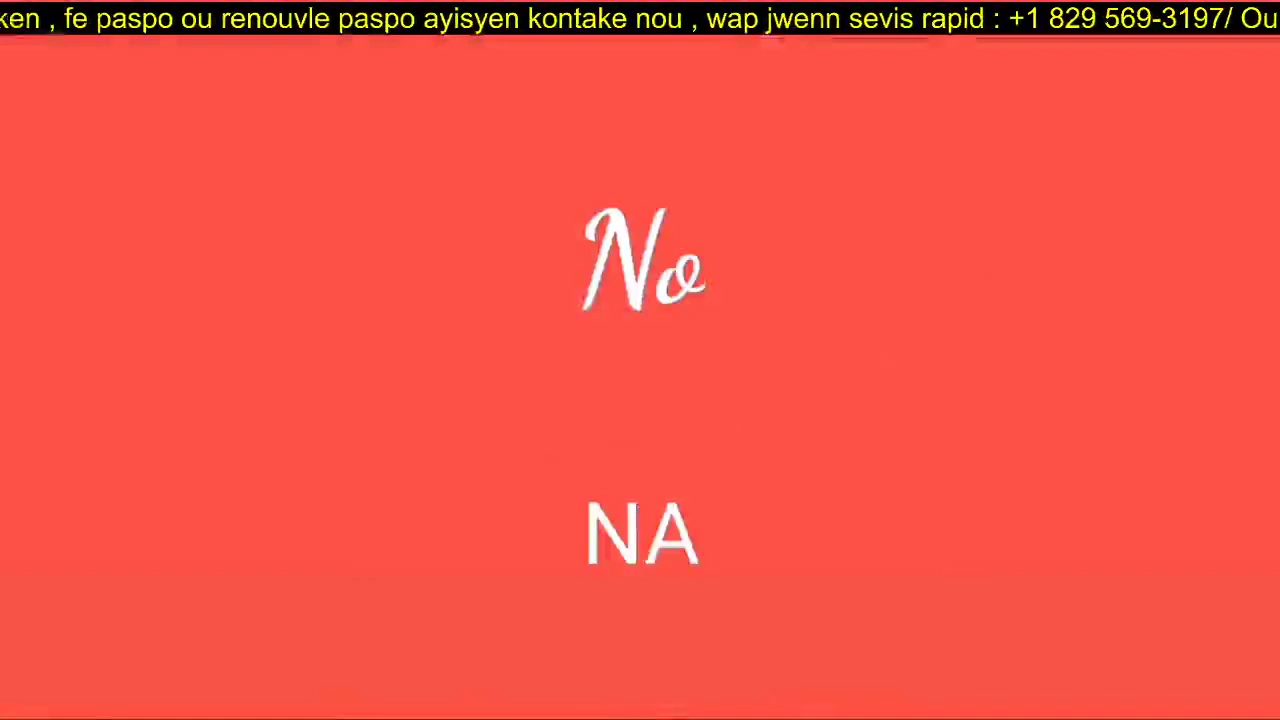 ken , fe paspo ou renouvle paspo ayisyen kontake nou , wap jwenn sevis rapid : +1 829 569-3197/ Ou
No
NA